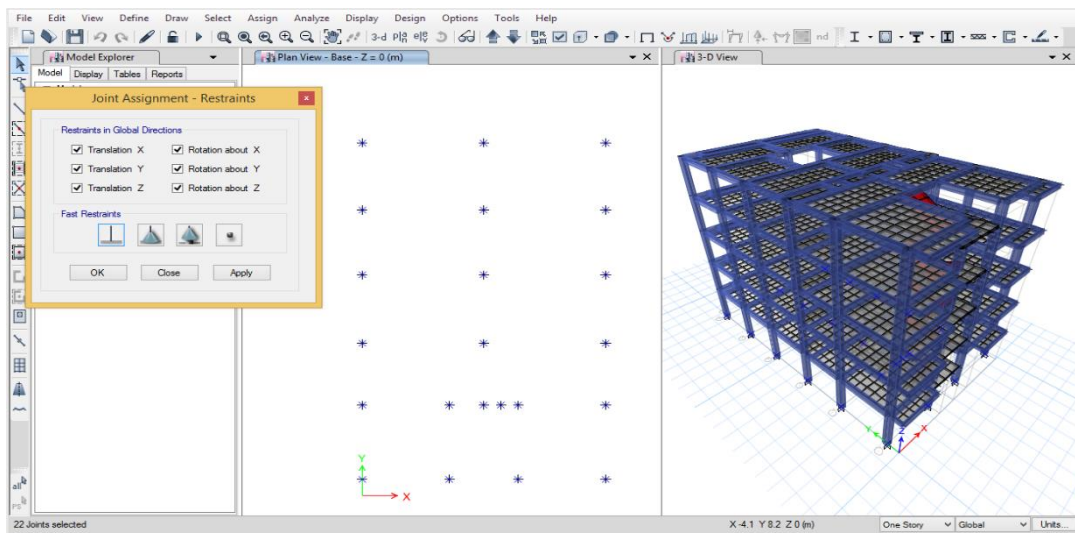 File Edit View Define Draw Select Assign Analyze Display Design Options Tools Help
3-d
nd
Model Explorer
Plan View - Base - Z = 0 (m)
3-D View
Model Display Tables Reports
Joint Assignment - Restraints
Restraints in Global Directions
Translation X Rotation about X
Translation Y Rotation about Y
Translation Z Rotation about Z
Fast Restraints
OK Close Apply
Y
X
Y
Z
X
all
22 Joints selected
X -4.1 Y 8.2 Z 0 (m)
One Story
Global
Units...